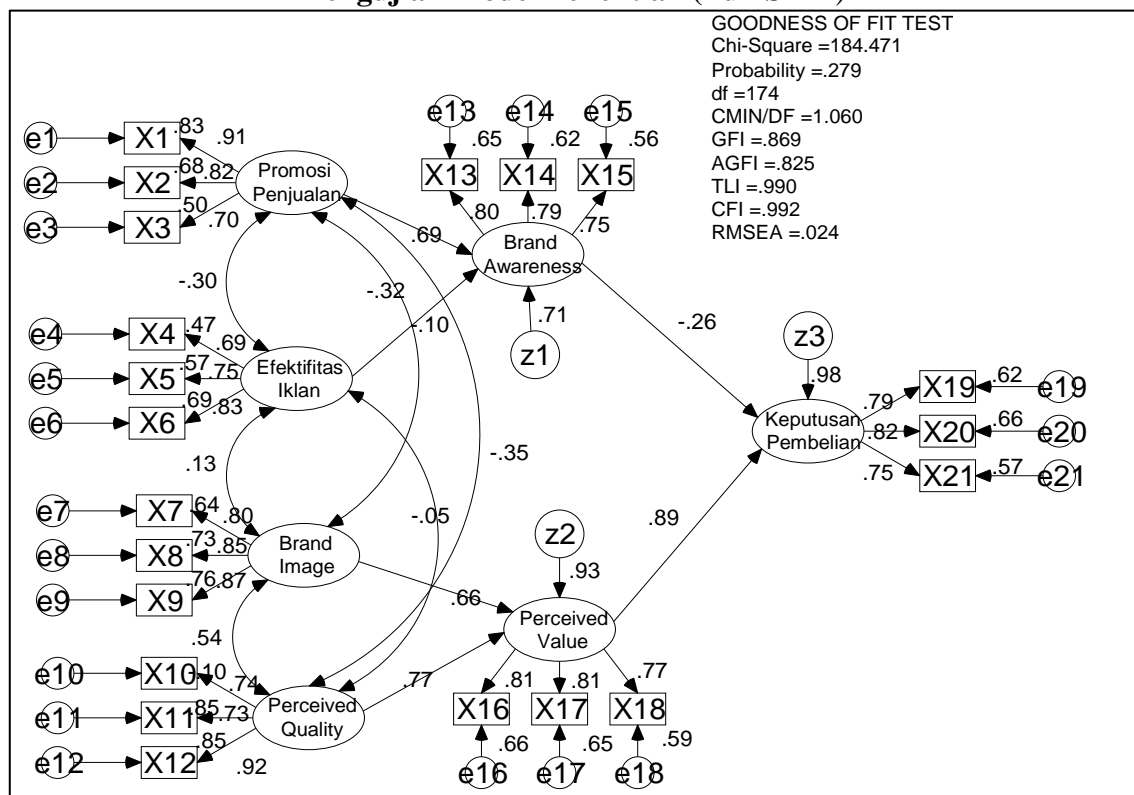 GOODNESS OF FIT TEST
Chi-Square =184.471
Probability =.279
df =174
CMIN/DF =1.060
GFI =.869
AGFI =.825
TLI =.990
CFI =.992
RMSEA =.024
e1
X1
.83
.91
e2
X2
.68
.82
e3
X3
.50
.70
Promosi
Penjualan
e13
e14
e15
.65
.62
.56
X13
X14
X15
.80
.79
.75
.69
Brand
Awareness
.71
z1
-.30
-.32
-.10
-.26
e4
X4
.47
.69
e5
X5
.57
.75
e6
X6
.69
.83
Efektifitas
Iklan
z3
.98
Keputusan
Pembelian
.79
X19
.62
e19
.82
X20
.66
e20
.75
X21
.57
e21
.13
-.35
-.05
.89
e7
X7
.64
.80
e8
X8
.73
.85
e9
X9
.76
.87
Brand
Image
z2
.93
.66
Perceived
Value
.54
.77
e10
X10
.10
.74
e11
X11
.85
.73
e12
X12
.85
.92
Perceived
Quality
.81
.81
.77
X16
X17
X18
.66
.65
.59
e16
e17
e18